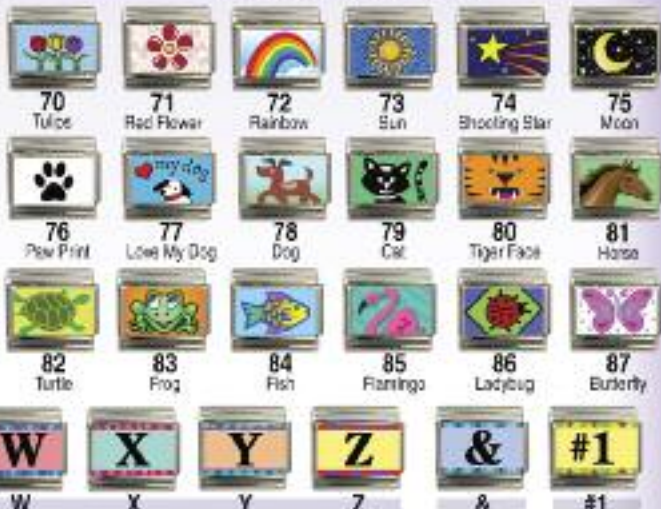 70 71 72 73 74 75
Tulips Red Flower Rainbow Sun Shooting Star Moon
my dog
76 77 78 79 80 81
Paw Print Love My Dog Dog Cat Tiger Face Horse
82 83 84 85 86 87
Turtle Frog Fish Flamingo Ladybug Butterfly
W X Y Z & #1
W X Y Z & #1